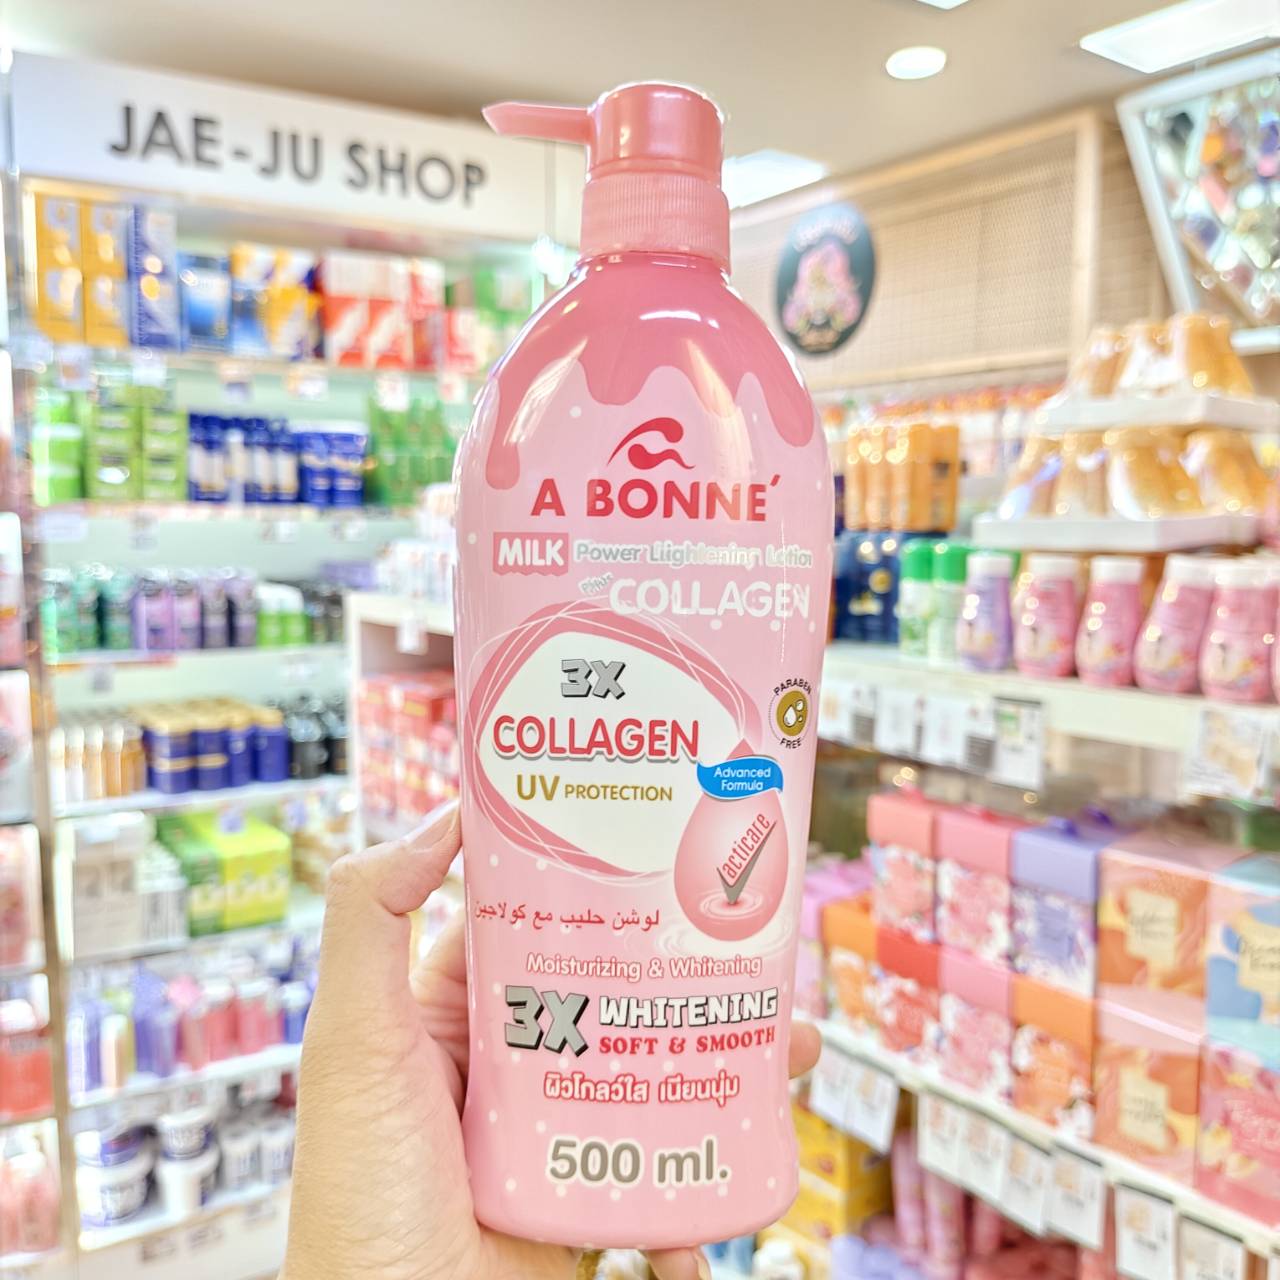 JAE-JU SHOP
A BONNE´
MILK Power Liightening Lotion
Plus COLLAGEN
3X
COLLAGEN
UV PROTECTION
PARABEN
FREE
Advanced
Formula
acticare
لوشن حليب مع كولاجين
Moisturizing & Whitening
3X WHITENING
SOFT & SMOOTH
ผิวโกลว์ใส เนียนนุ่ม
500 ml.